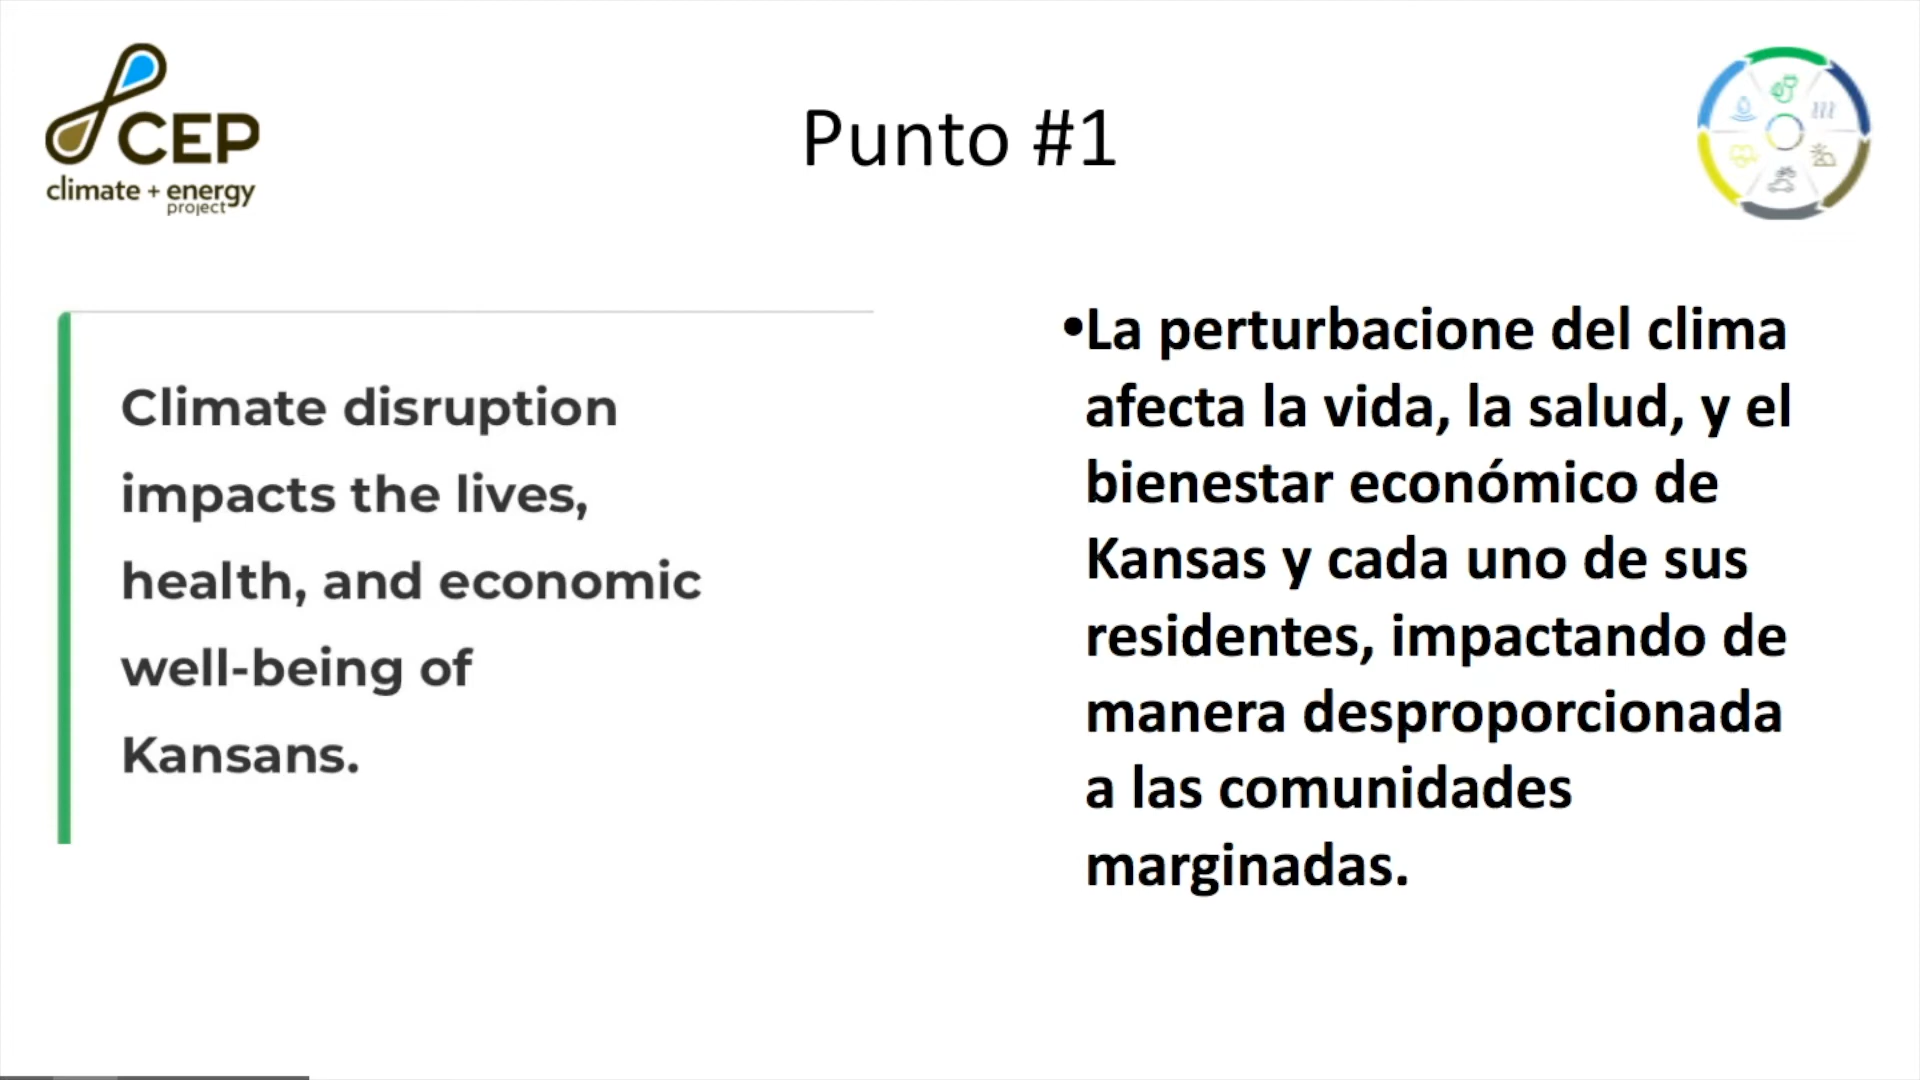 CEP
climate + energy
project
Punto #1
Climate disruption
impacts the lives,
health, and economic
well-being of
Kansans.
•La perturbacione del clima
afecta la vida, la salud, y el
bienestar económico de
Kansas y cada uno de sus
residentes, impactando de
manera desproporcionada
a las comunidades
marginadas.